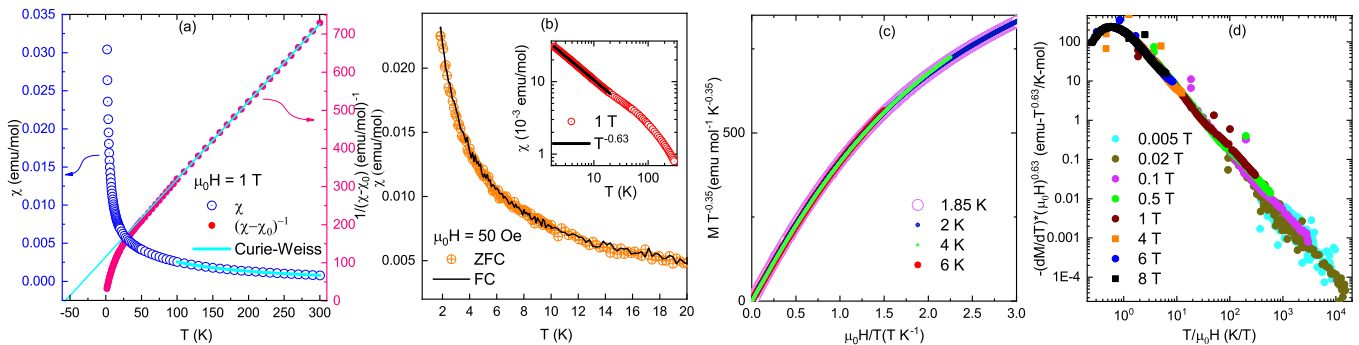 (a)
χ (emu/mol)
0.035
0.030
0.025
0.020
0.015
0.010
0.005
0.000
-50 0 50 100 150 200 250 300
T (K)
μ₀H = 1 T
χ
(χ-χ₀)⁻¹
Curie-Weiss
700
600
500
400
300
200
100
0
1/(χ-χ₀) (emu/mol)⁻¹
(b)
χ (emu/mol)
0.020
0.015
0.010
0.005
2 4 6 8 10 12 14 16 18 20
T (K)
μ₀H = 50 Oe
ZFC
FC
χ (10⁻³ emu/mol)
10
1
10 100
T (K)
1 T
T⁻⁰·⁶³
(c)
M T⁻⁰·³⁵(emu mol⁻¹ K⁻⁰·³⁵)
500
0
0.0 0.5 1.0 1.5 2.0 2.5 3.0
μ₀H/T(T K⁻¹)
1.85 K
2 K
4 K
6 K
(d)
-(dM/dT)*(μ₀H)⁰·⁶³ (emu-T⁻⁰·⁶³/K-mol)
100
10
1
0.1
0.01
0.001
1E-4
10⁰ 10¹ 10² 10³ 10⁴
T/μ₀H (K/T)
0.005 T
0.02 T
0.1 T
0.5 T
1 T
4 T
6 T
8 T